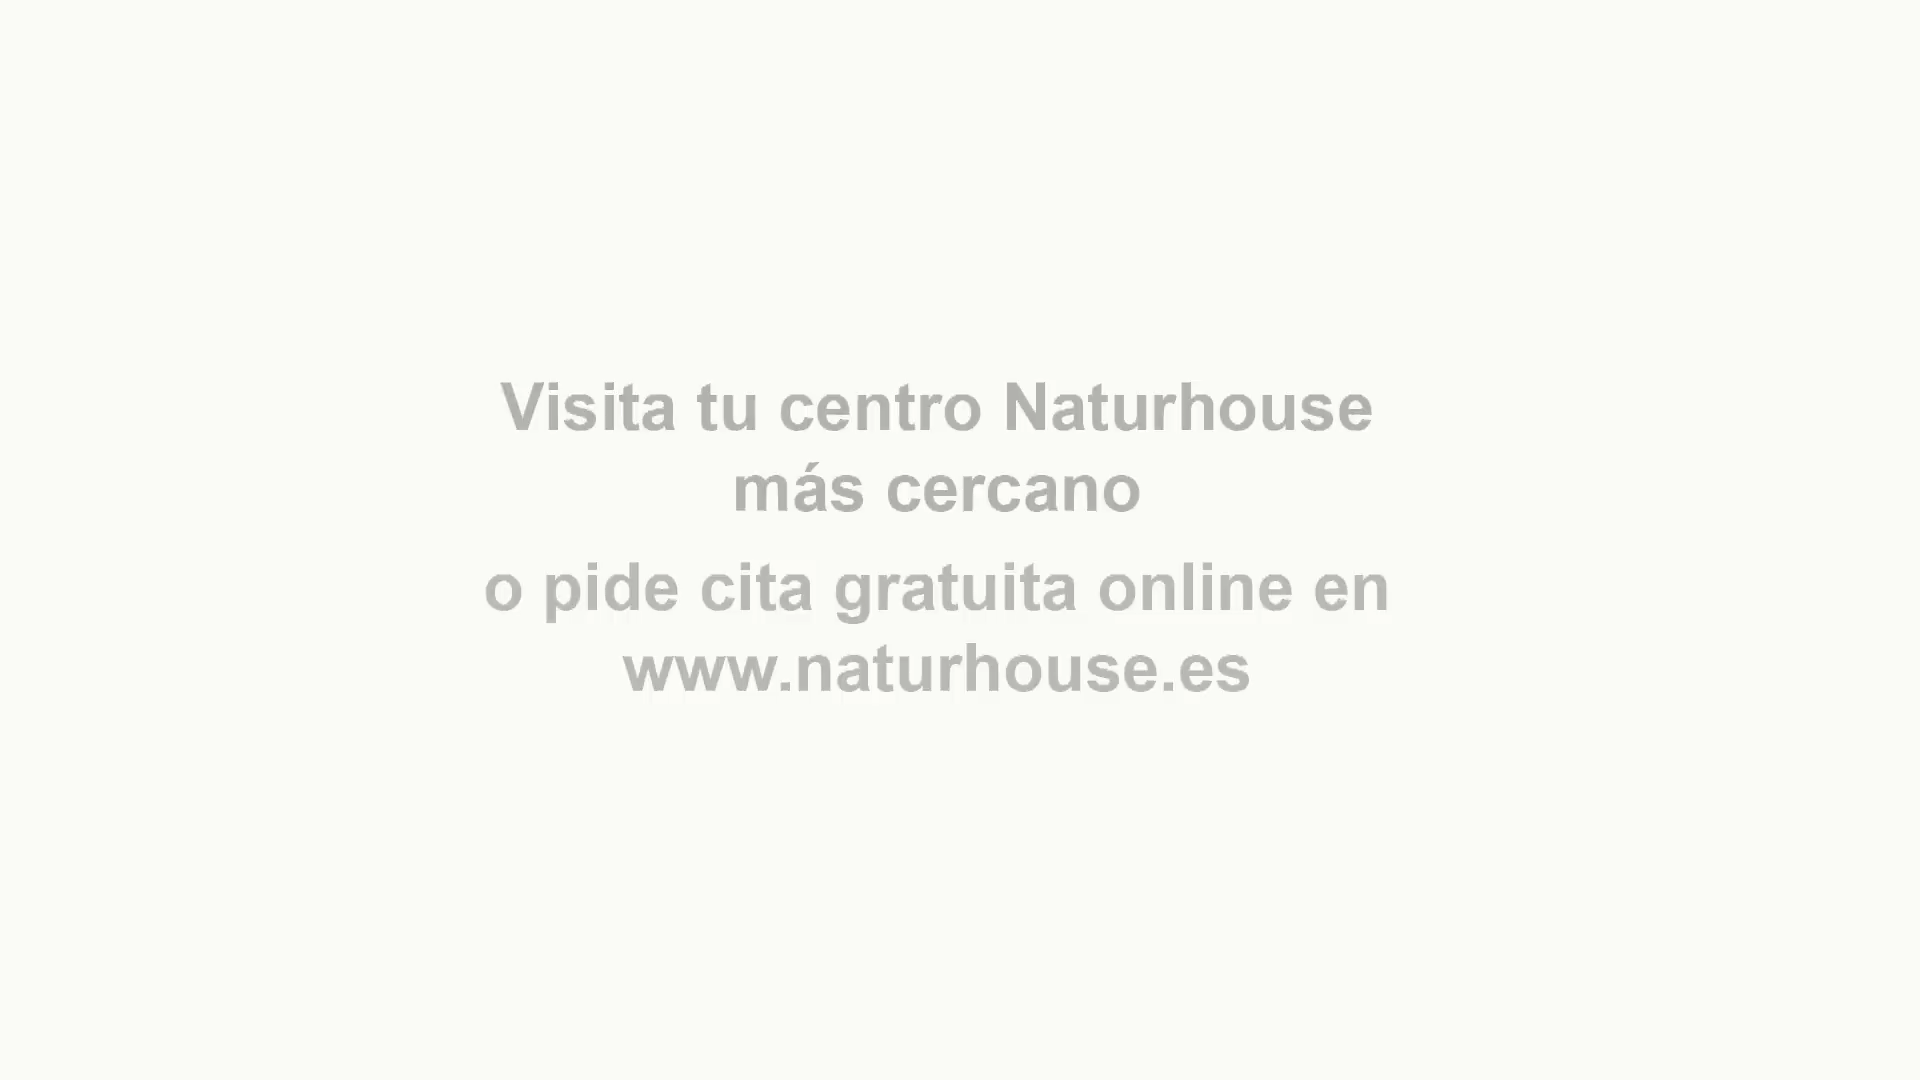 Visita tu centro Naturhouse
más cercano
o pide cita gratuita online en
www.naturhouse.es